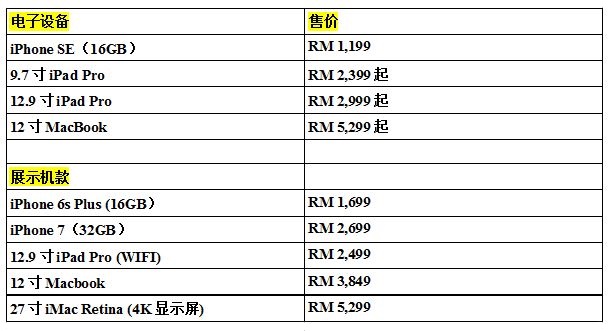 电子设备 售价
iPhone SE（16GB） RM 1,199
9.7 寸 iPad Pro RM 2,399 起
12.9 寸 iPad Pro RM 2,999 起
12 寸 MacBook RM 5,299 起
展示机款
iPhone 6s Plus (16GB） RM 1,699
iPhone 7（32GB） RM 2,699
12.9 寸 iPad Pro (WIFI) RM 2,499
12 寸 Macbook RM 3,849
27 寸 iMac Retina (4K 显示屏) RM 5,299